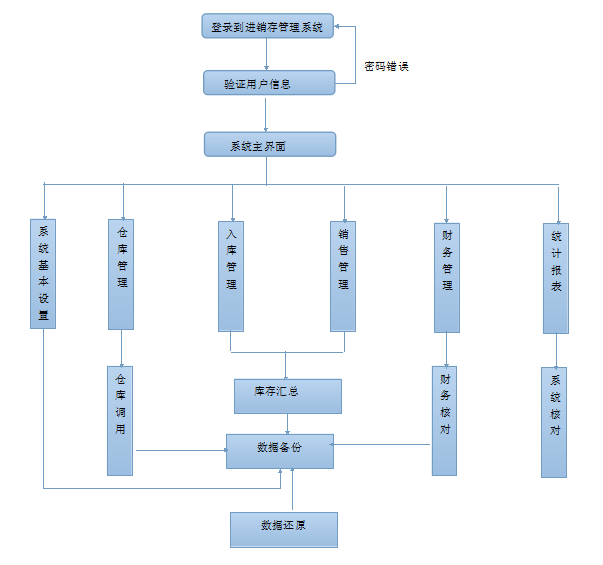 登录到进销存管理系统
密码错误
验证用户信息
系统主界面
系统基本设置
仓库管理
入库管理
销售管理
财务管理
统计报表
仓库调用
库存汇总
财务核对
系统核对
数据备份
数据还原